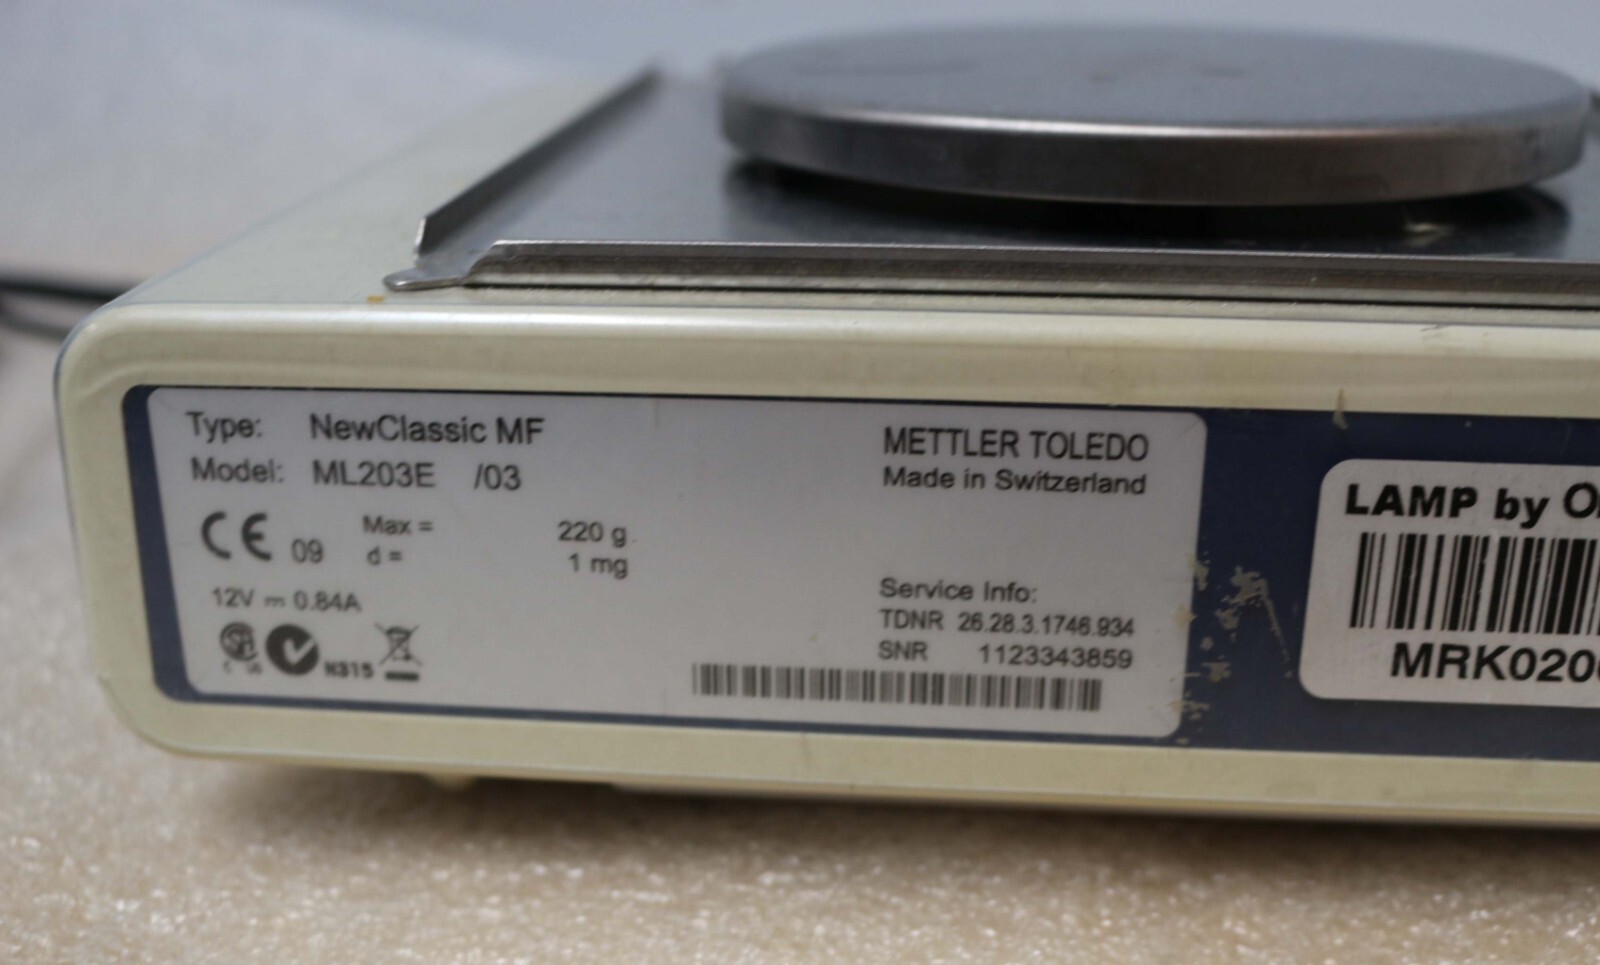 Type: NewClassic MF
Model: ML203E /03
CE 09
Max = 220 g
d = 1 mg
12V ⎓ 0.84A
N315
METTLER TOLEDO
Made in Switzerland
Service Info:
TDNR 26.28.3.1746.934
SNR 1123343859
LAMP by
MRK020